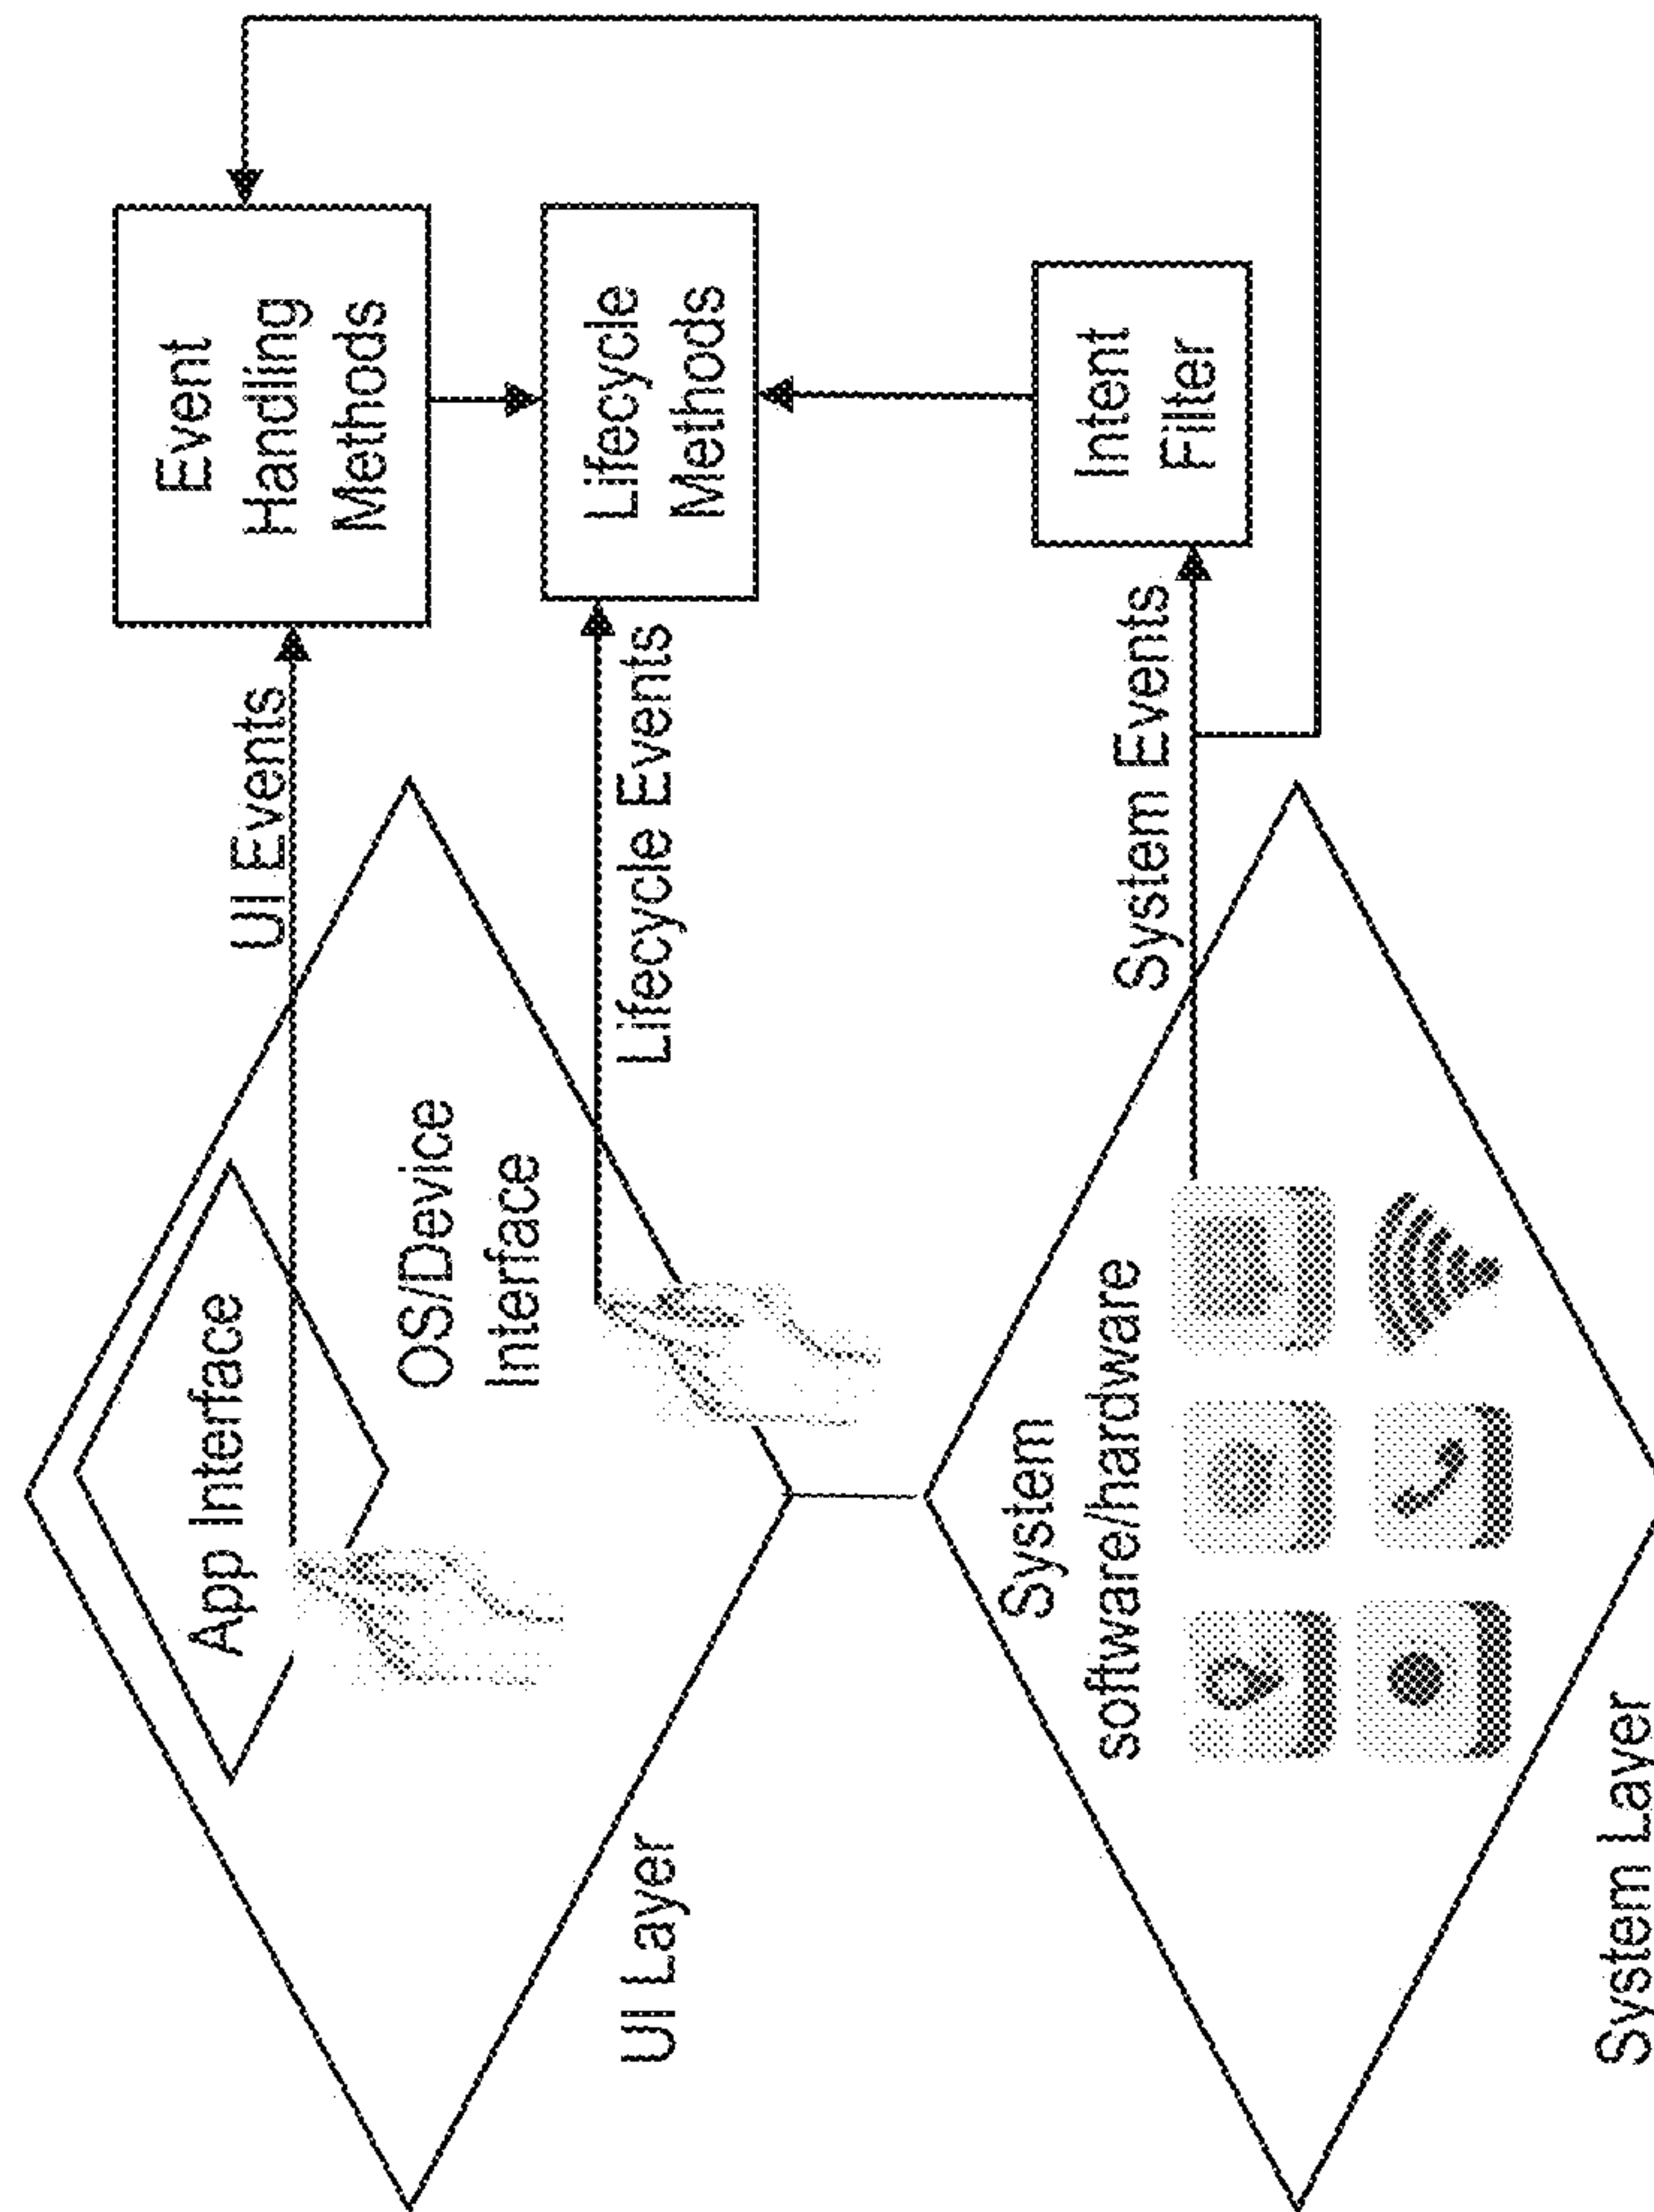 App Interface
OS/Device
Interface
UI Layer
UI Events
Lifecycle Events
Event
Handling
Methods
Lifecycle
Methods
System
software/hardware
System Layer
System Events
Intent
Filter